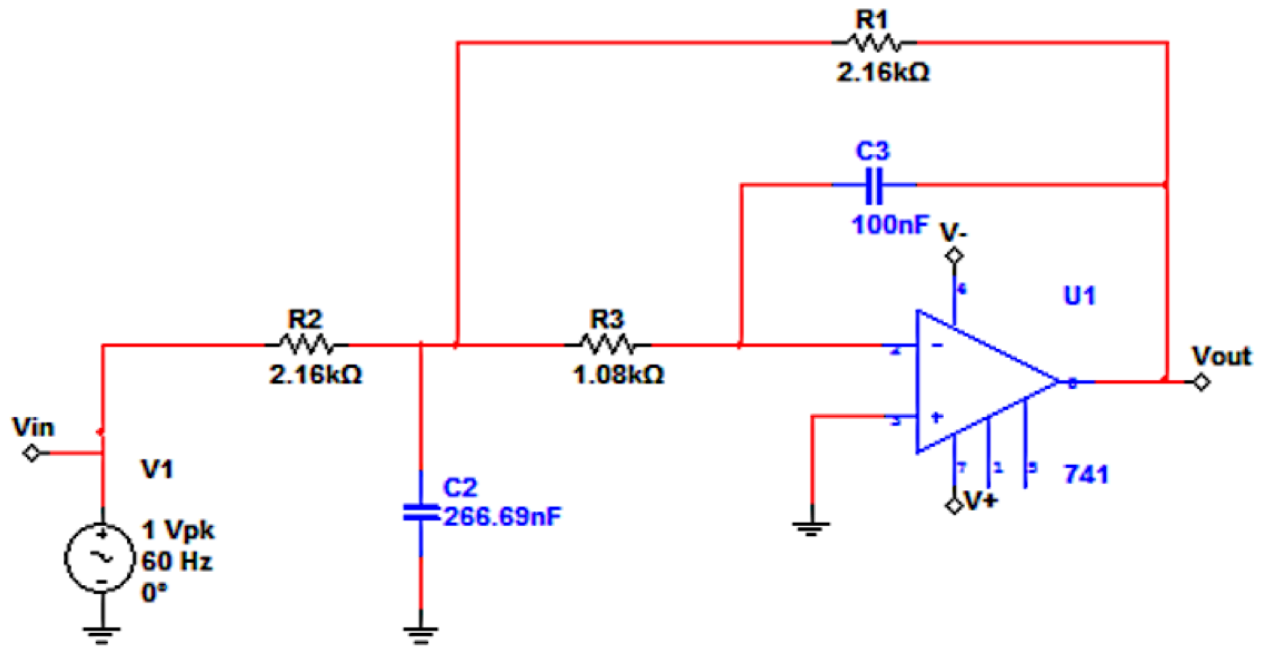 R1
2.16kΩ
C3
100nF
V-
4
U1
R2
2.16kΩ
R3
1.08kΩ
2
-
6
Vout
3
+
Vin
V1
7
1
5
741
V+
C2
266.69nF
1 Vpk
60 Hz
0°
+
~
-